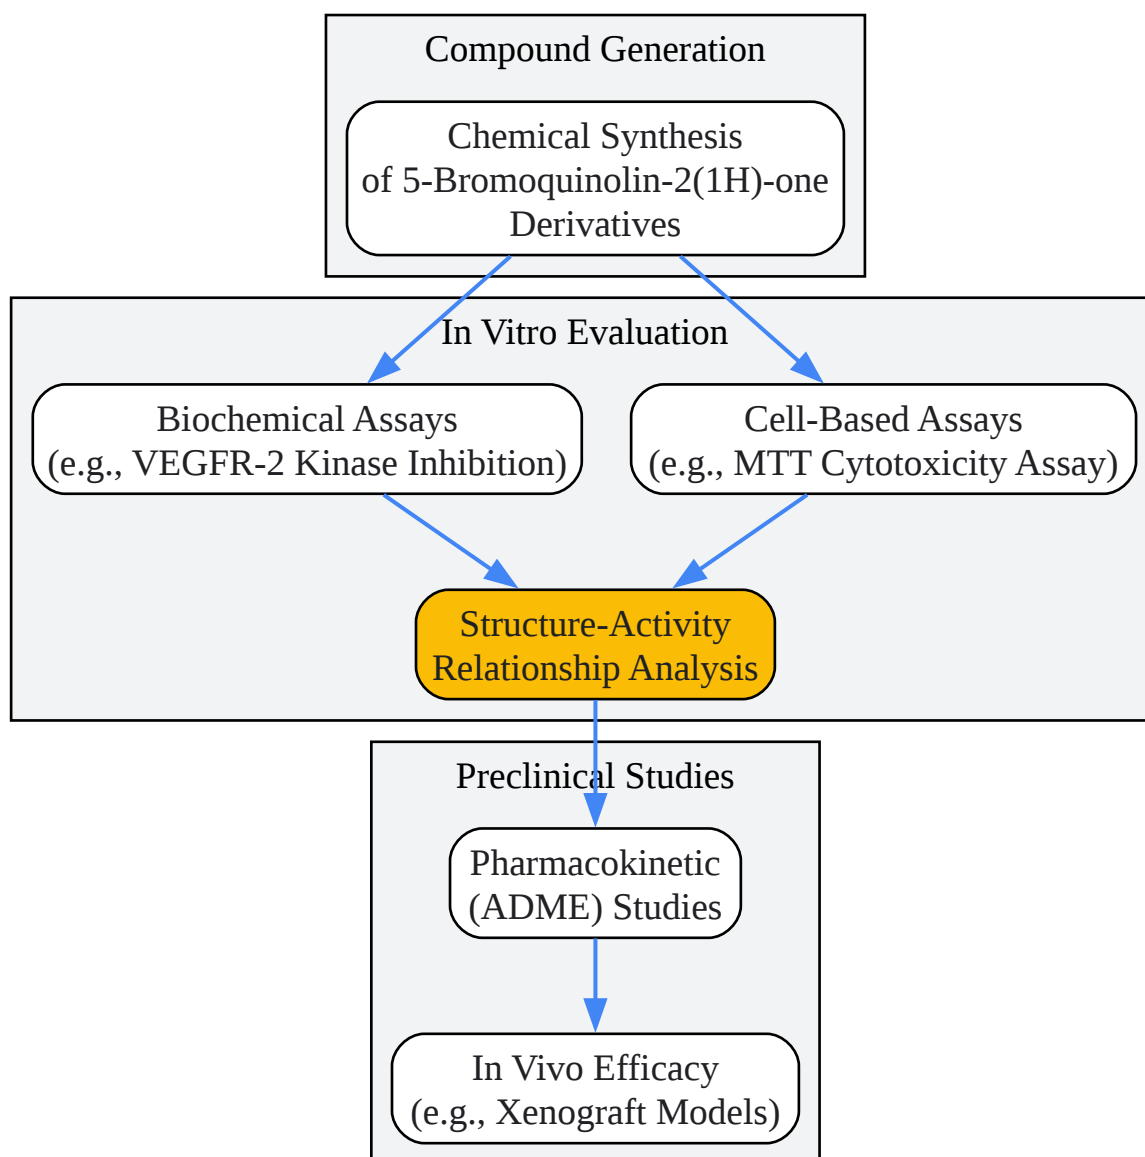 Compound Generation
Chemical Synthesis
of 5-Bromoquinolin-2(1H)-one
Derivatives
In Vitro Evaluation
Biochemical Assays
(e.g., VEGFR-2 Kinase Inhibition)
Cell-Based Assays
(e.g., MTT Cytotoxicity Assay)
Structure-Activity
Relationship Analysis
Preclinical Studies
Pharmacokinetic
(ADME) Studies
In Vivo Efficacy
(e.g., Xenograft Models)